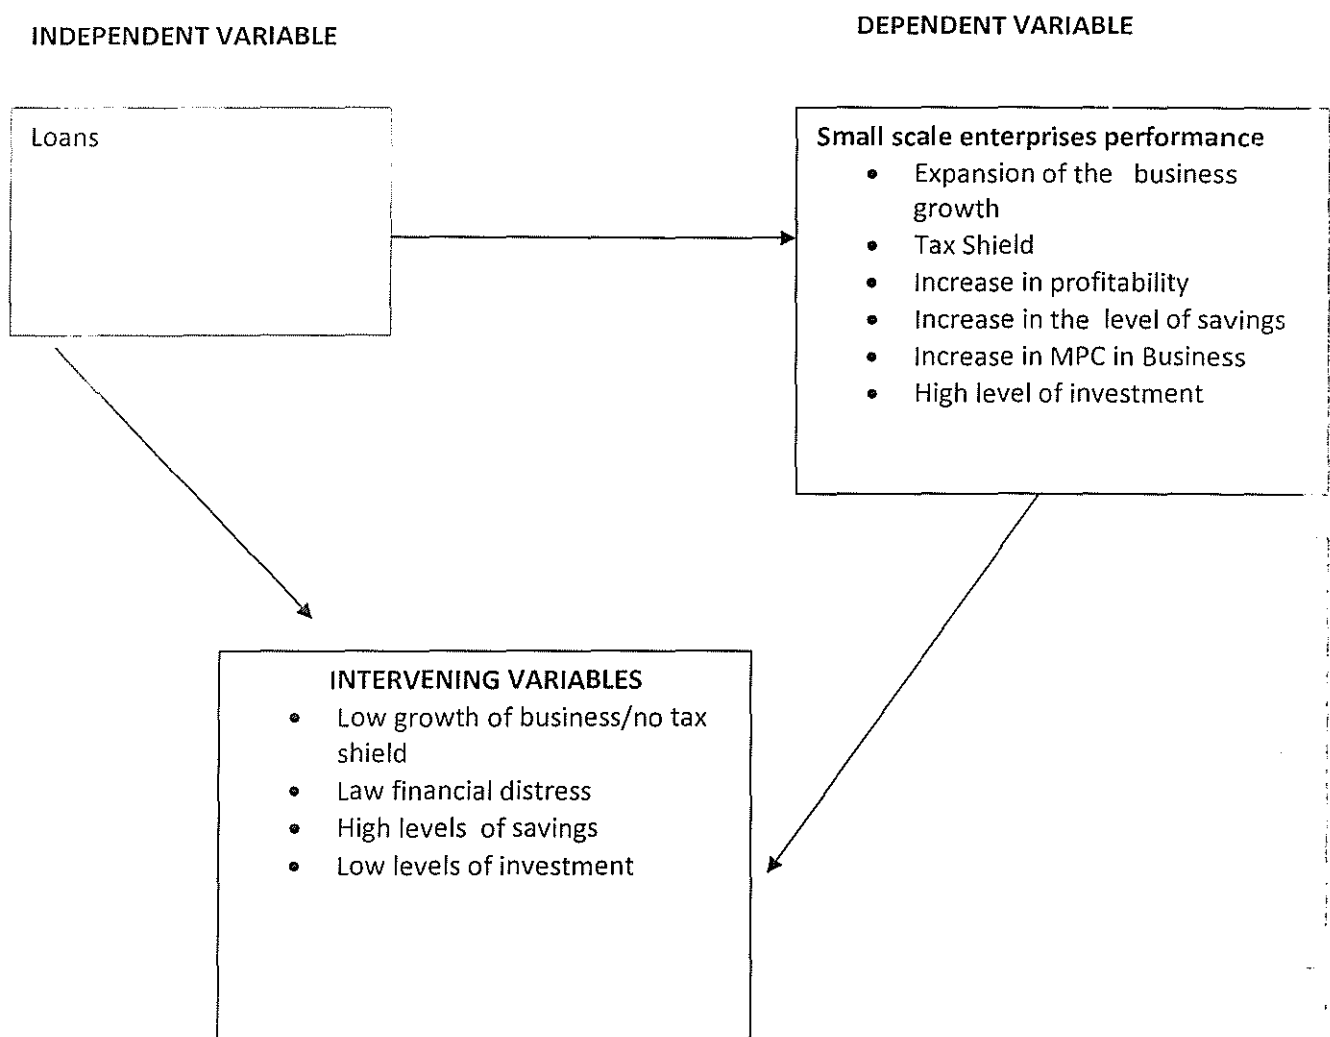 INDEPENDENT VARIABLE
DEPENDENT VARIABLE
Loans
Small scale enterprises performance
• Expansion of the business
growth
• Tax Shield
• Increase in profitability
• Increase in the level of savings
• Increase in MPC in Business
• High level of investment
INTERVENING VARIABLES
• Low growth of business/no tax
shield
• Law financial distress
• High levels of savings
• Low levels of investment